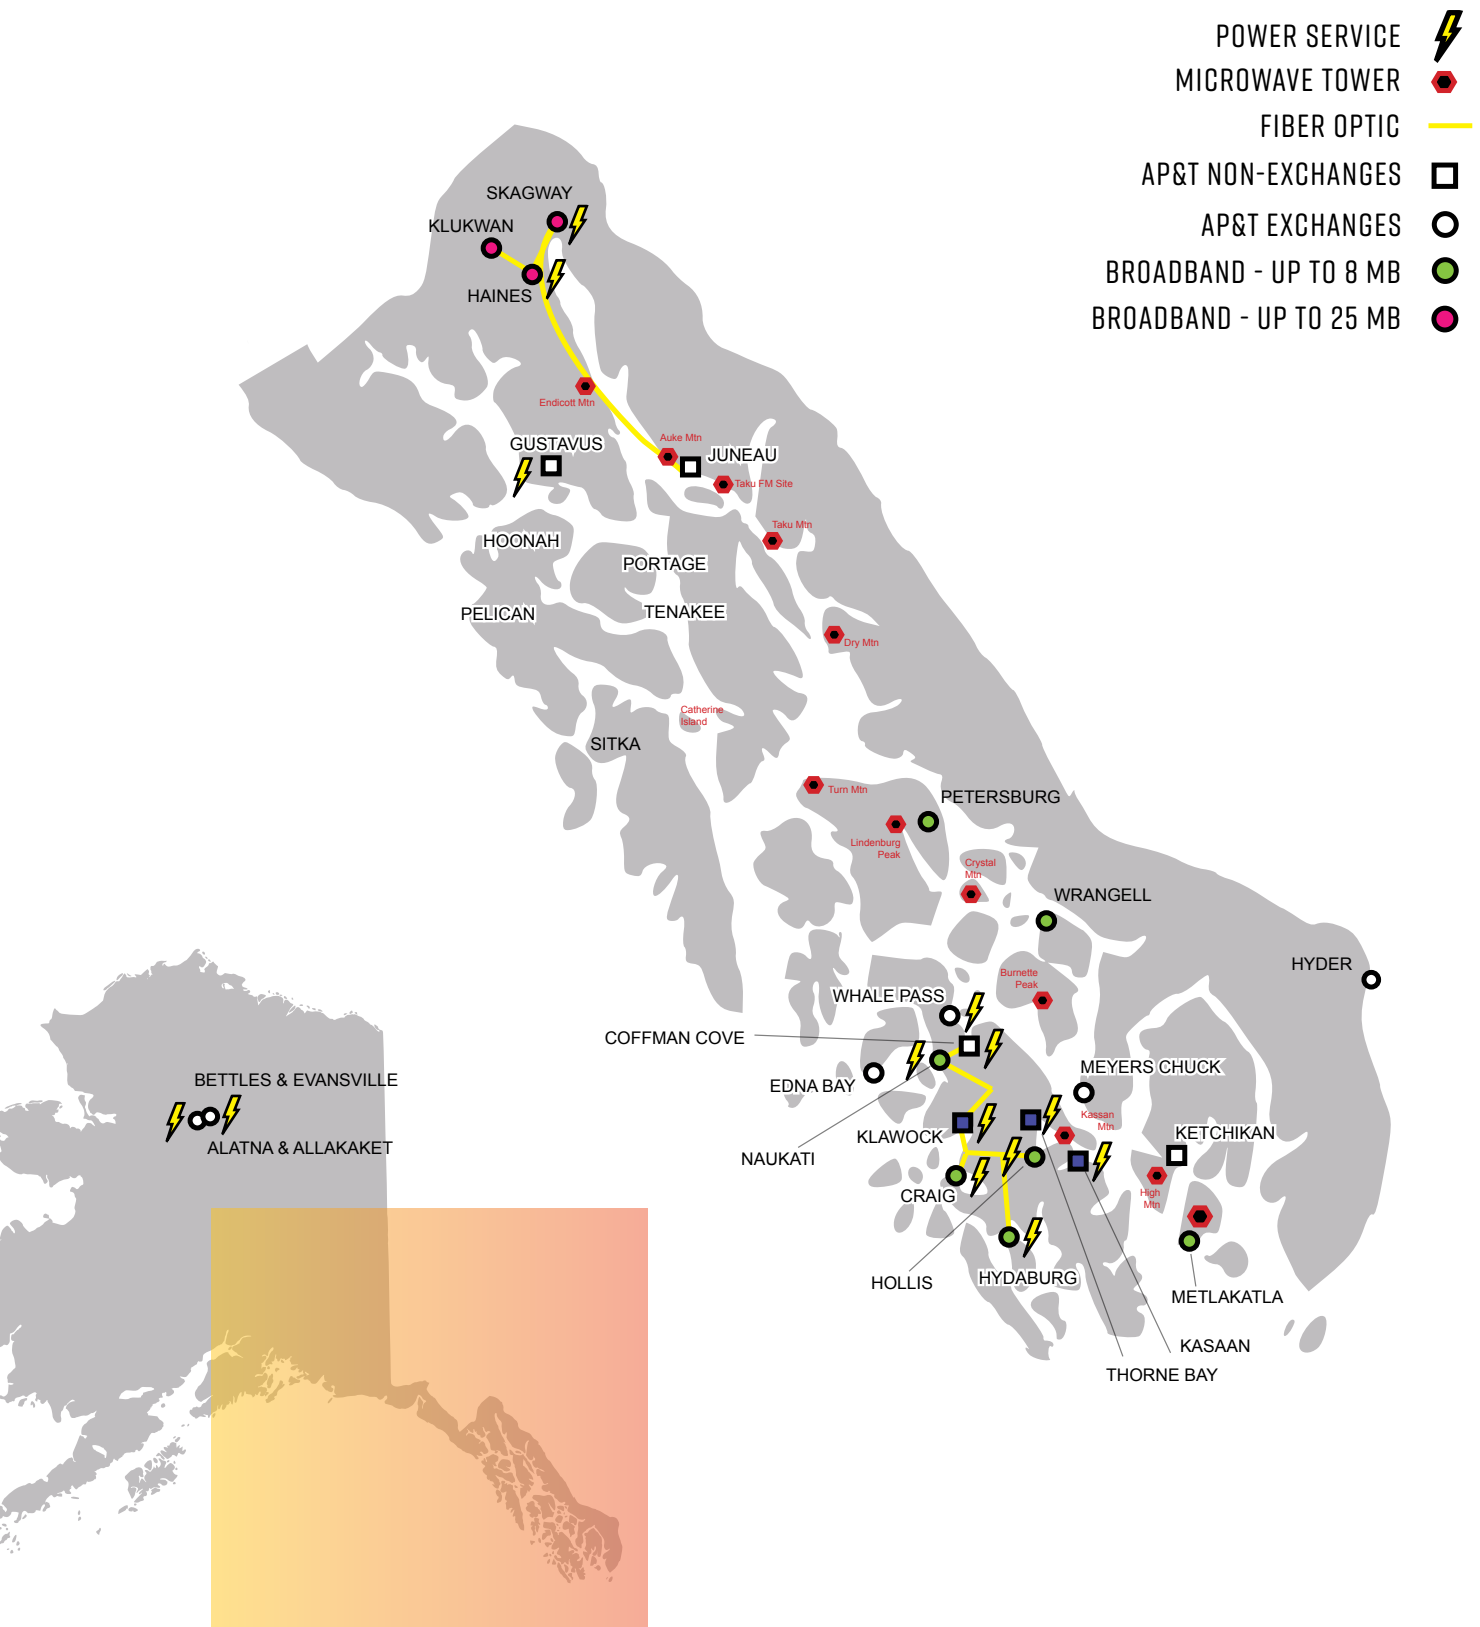 POWER SERVICE
MICROWAVE TOWER
FIBER OPTIC
AP&T NON-EXCHANGES
AP&T EXCHANGES
BROADBAND - UP TO 8 MB
BROADBAND - UP TO 25 MB
SKAGWAY
KLUKWAN
HAINES
Endicott Mtn
Auke Mtn
GUSTAVUS
JUNEAU
Taku FM Site
Taku Mtn
HOONAH
PORTAGE
PELICAN
TENAKEE
Dry Mtn
Catherine
Island
SITKA
Turn Mtn
PETERSBURG
Lindenburg
Peak
Crystal
Mtn
WRANGELL
HYDER
Burnette
Peak
WHALE PASS
COFFMAN COVE
EDNA BAY
MEYERS CHUCK
BETTLES & EVANSVILLE
Kassan
Mtn
KLAWOCK
KETCHIKAN
ALATNA & ALLAKAKET
NAUKATI
CRAIG
High
Mtn
HOLLIS
HYDABURG
METLAKATLA
KASAAN
THORNE BAY